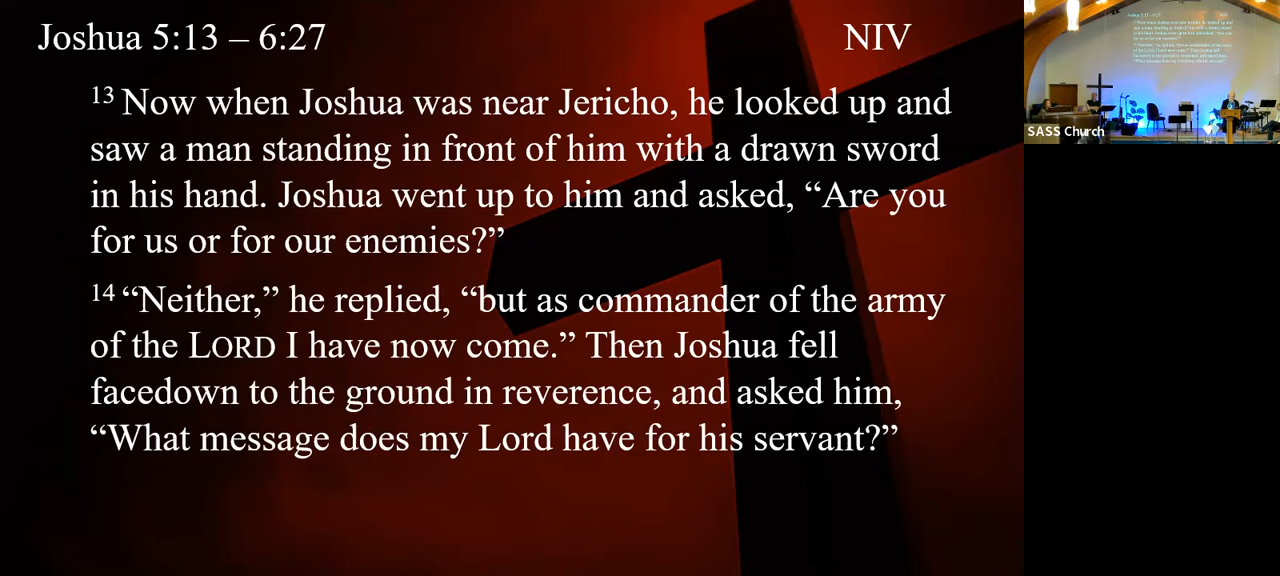 Joshua 5:13 – 6:27 NIV
13 Now when Joshua was near Jericho, he looked up and
saw a man standing in front of him with a drawn sword
in his hand. Joshua went up to him and asked, “Are you
for us or for our enemies?”
14 “Neither,” he replied, “but as commander of the army
of the LORD I have now come.” Then Joshua fell
facedown to the ground in reverence, and asked him,
“What message does my Lord have for his servant?”
SASS Church